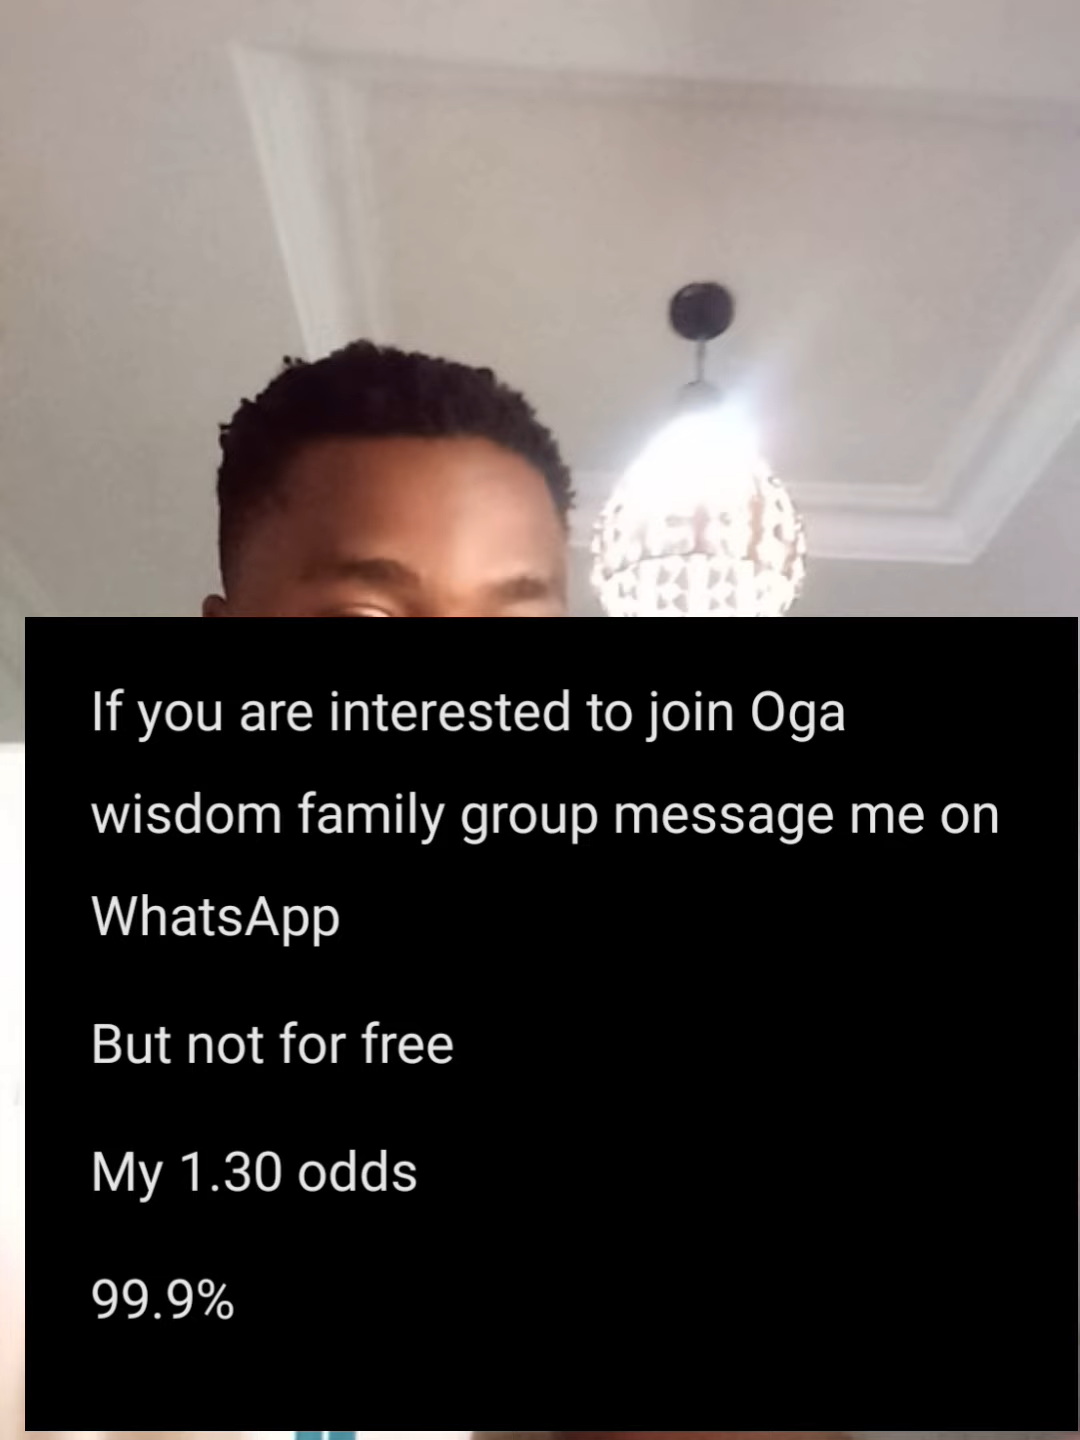 If you are interested to join Oga
wisdom family group message me on
WhatsApp
But not for free
My 1.30 odds
99.9%